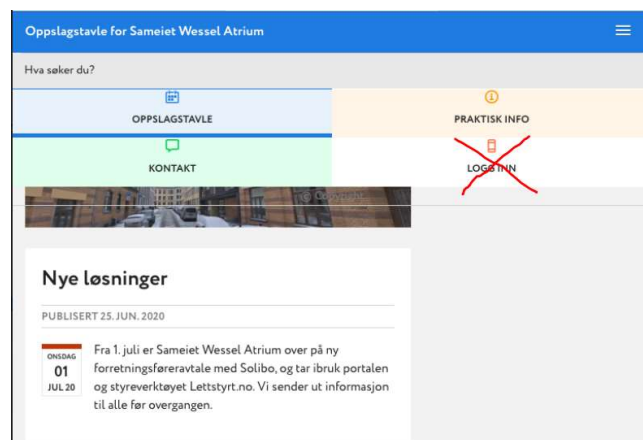 Oppslagstavle for Sameiet Wessel Atrium
Hva søker du?
OPPSLAGSTAVLE
PRAKTISK INFO
KONTAKT
LOGG INN
Nye løsninger
PUBLISERT 25. JUN. 2020
ONSDAG
01
JUL 20
Fra 1. juli er Sameiet Wessel Atrium over på ny
forretningsføreravtale med Solibo, og tar ibruk portalen
og styreverktøyet Lettstyrt.no. Vi sender ut informasjon
til alle før overgangen.